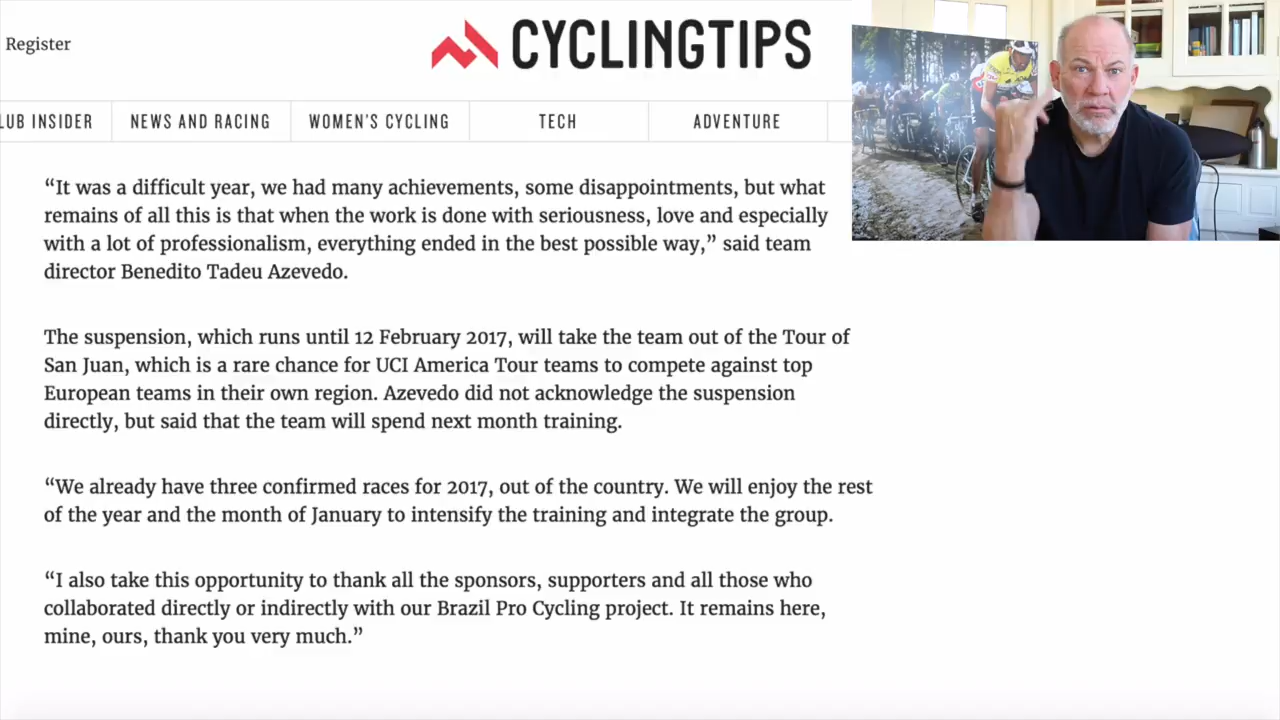 Register
CYCLINGTIPS
LUB INSIDER
NEWS AND RACING
WOMEN'S CYCLING
TECH
ADVENTURE
“It was a difficult year, we had many achievements, some disappointments, but what
remains of all this is that when the work is done with seriousness, love and especially
with a lot of professionalism, everything ended in the best possible way,” said team
director Benedito Tadeu Azevedo.
The suspension, which runs until 12 February 2017, will take the team out of the Tour of
San Juan, which is a rare chance for UCI America Tour teams to compete against top
European teams in their own region. Azevedo did not acknowledge the suspension
directly, but said that the team will spend next month training.
“We already have three confirmed races for 2017, out of the country. We will enjoy the rest
of the year and the month of January to intensify the training and integrate the group.
“I also take this opportunity to thank all the sponsors, supporters and all those who
collaborated directly or indirectly with our Brazil Pro Cycling project. It remains here,
mine, ours, thank you very much.”